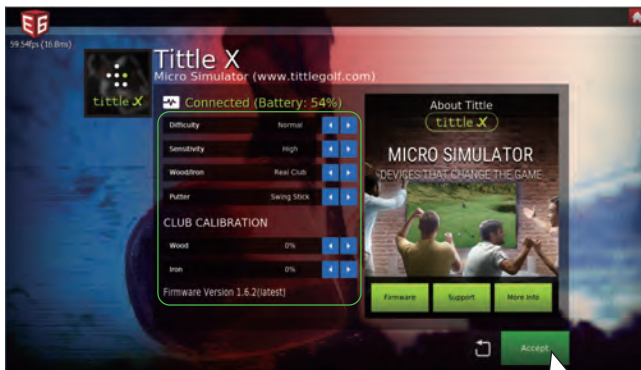 E6
59.54fps (16.8ms)
Tittle X
Micro Simulator (www.tittlegolf.com)
tittle X
Connected (Battery: 54%)
Difficulty Normal
Sensitivity High
Wood/Iron Real Club
Putter Swing Stick
CLUB CALIBRATION
Wood 0%
Iron 0%
Firmware Version 1.6.2(latest)
About Tittle
tittle X
MICRO SIMULATOR
DEVICES THAT CHANGE THE GAME
Firmware Support More Info
Accept